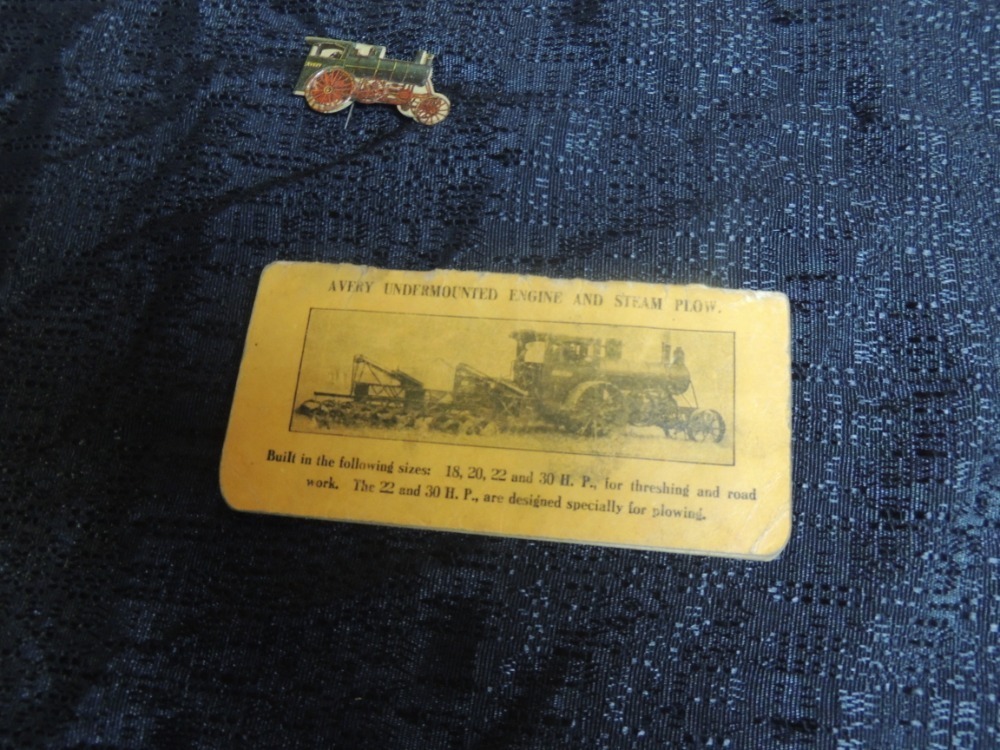 AVERY
AVERY UNDERMOUNTED ENGINE AND STEAM PLOW.
Built in the following sizes: 18, 20, 22 and 30 H. P., for threshing and road
work. The 22 and 30 H. P., are designed specially for plowing.